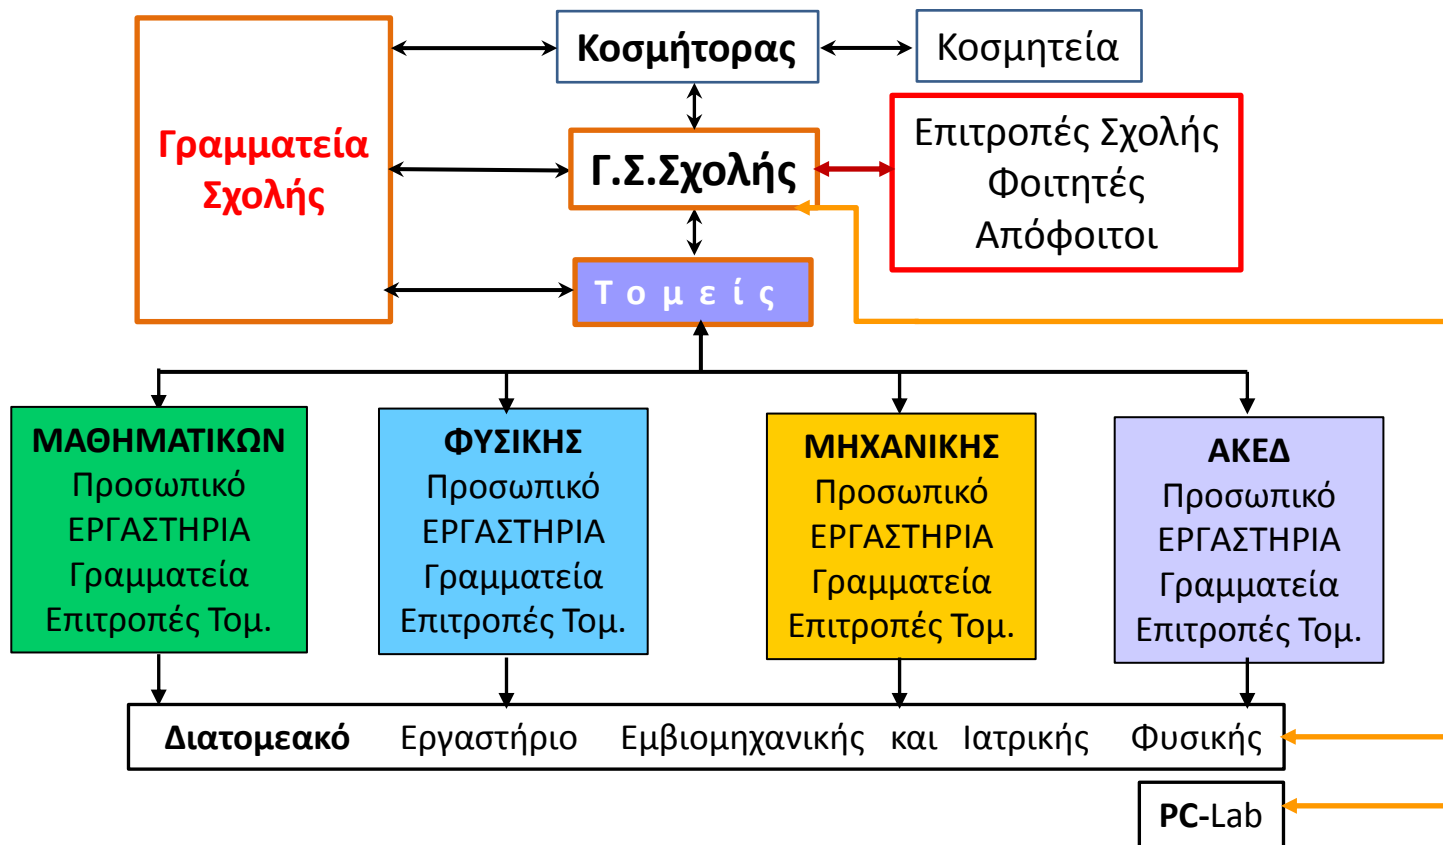 Κοσμήτορας
Κοσμητεία
Γραμματεία
Σχολής
Γ.Σ.Σχολής
Επιτροπές Σχολής
Φοιτητές
Απόφοιτοι
Τομείς
ΜΑΘΗΜΑΤΙΚΩΝ
Προσωπικό
ΕΡΓΑΣΤΗΡΙΑ
Γραμματεία
Επιτροπές Τομ.
ΦΥΣΙΚΗΣ
Προσωπικό
ΕΡΓΑΣΤΗΡΙΑ
Γραμματεία
Επιτροπές Τομ.
ΜΗΧΑΝΙΚΗΣ
Προσωπικό
ΕΡΓΑΣΤΗΡΙΑ
Γραμματεία
Επιτροπές Τομ.
ΑΚΕΔ
Προσωπικό
ΕΡΓΑΣΤΗΡΙΑ
Γραμματεία
Επιτροπές Τομ.
Διατομεακό Εργαστήριο Εμβιομηχανικής και Ιατρικής Φυσικής
PC-Lab